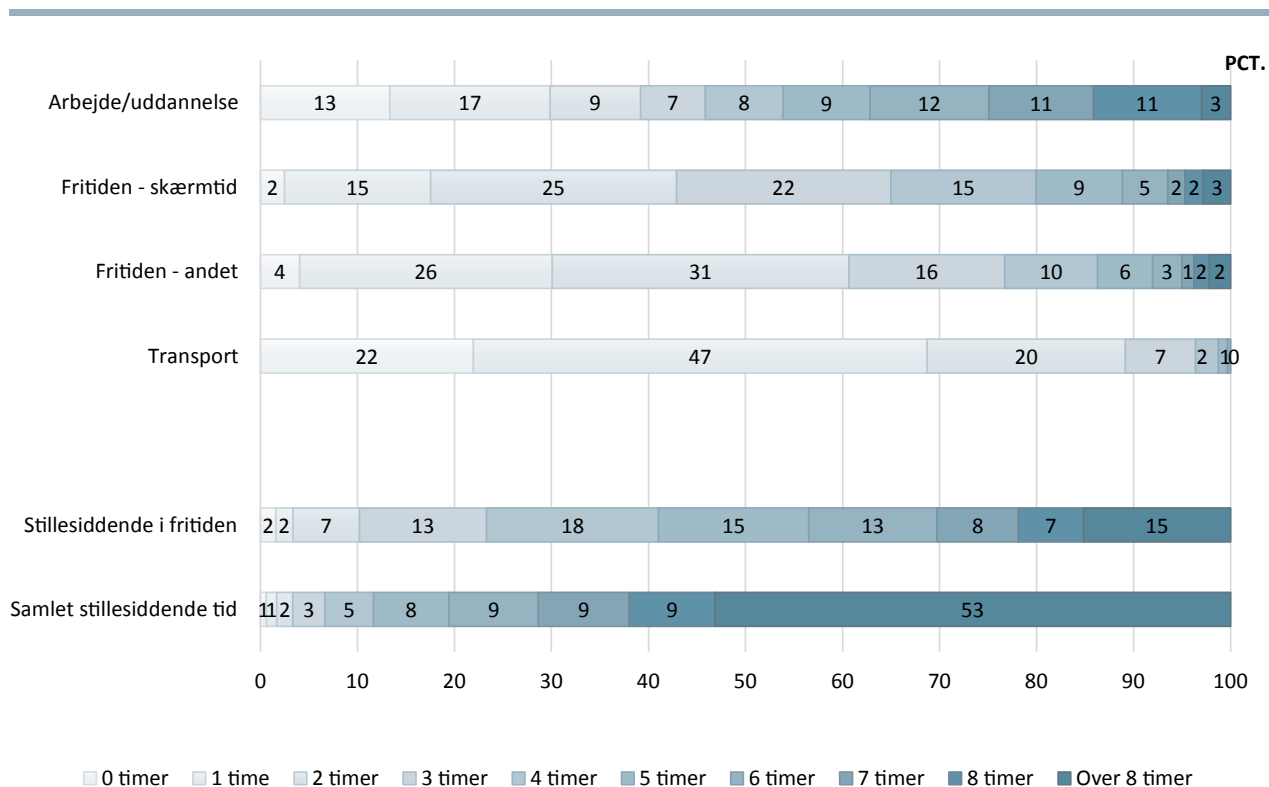 PCT.
Arbejde/uddannelse 13 17 9 7 8 9 12 11 11 3
Fritiden - skærmtid 2 15 25 22 15 9 5 2 2 3
Fritiden - andet 4 26 31 16 10 6 3 1 2 2
Transport 22 47 20 7 2 1 0
Stillesiddende i fritiden 2 2 7 13 18 15 13 8 7 15
Samlet stillesiddende tid 1 1 2 3 5 8 9 9 9 53
0 10 20 30 40 50 60 70 80 90 100
0 timer 1 time 2 timer 3 timer 4 timer 5 timer 6 timer 7 timer 8 timer Over 8 timer